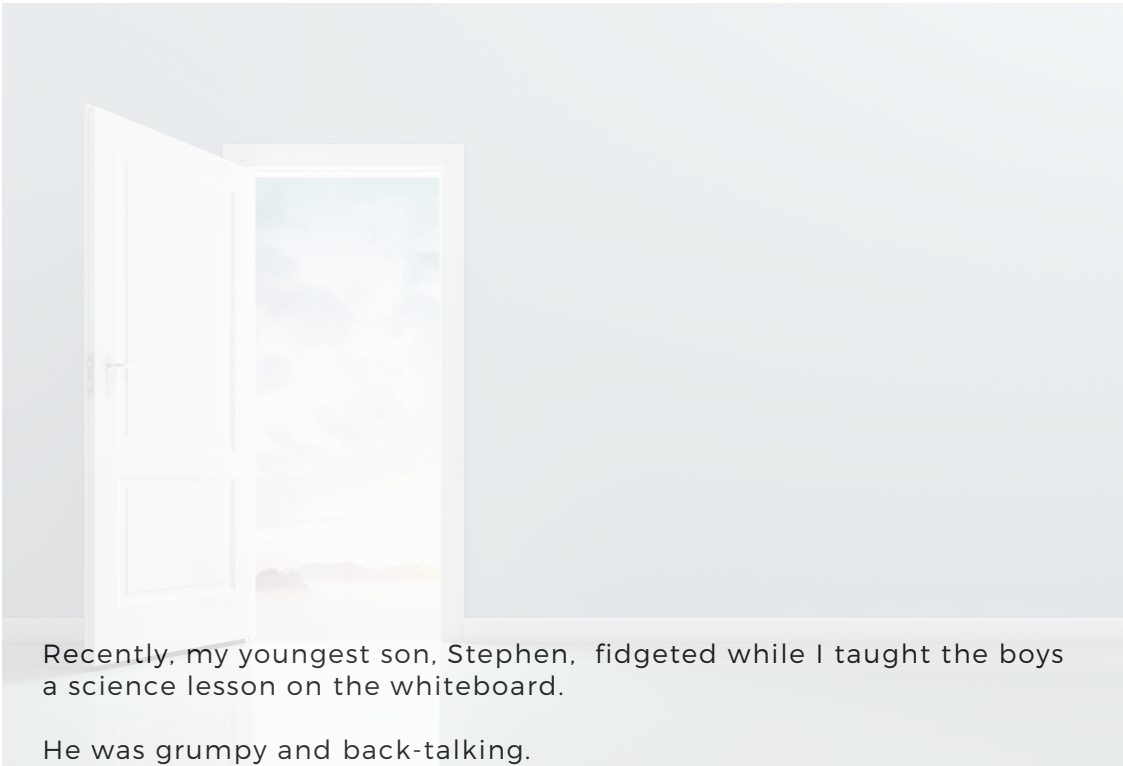 Recently, my youngest son, Stephen,  fidgeted while I taught the boys
a science lesson on the whiteboard.
He was grumpy and back-talking.